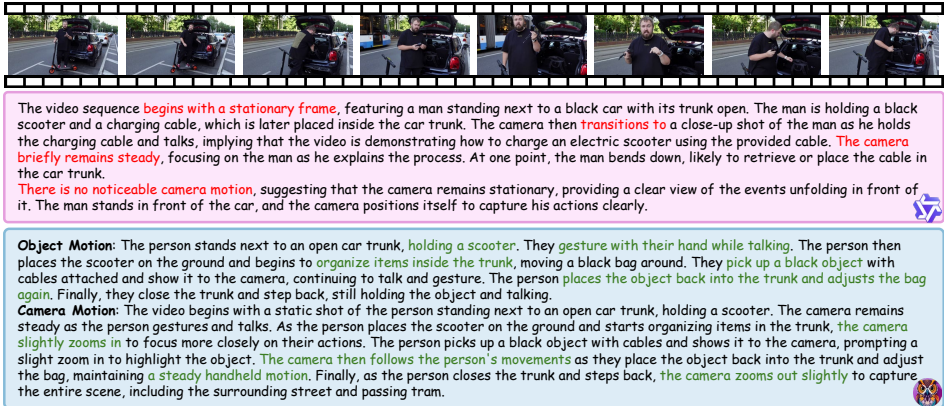 The video sequence begins with a stationary frame, featuring a man standing next to a black car with its trunk open. The man is holding a black
scooter and a charging cable, which is later placed inside the car trunk. The camera then transitions to a close-up shot of the man as he holds
the charging cable and talks, implying that the video is demonstrating how to charge an electric scooter using the provided cable. The camera
briefly remains steady, focusing on the man as he explains the process. At one point, the man bends down, likely to retrieve or place the cable in
the car trunk.
There is no noticeable camera motion, suggesting that the camera remains stationary, providing a clear view of the events unfolding in front of
it. The man stands in front of the car, and the camera positions itself to capture his actions clearly.
Object Motion: The person stands next to an open car trunk, holding a scooter. They gesture with their hand while talking. The person then
places the scooter on the ground and begins to organize items inside the trunk, moving a black bag around. They pick up a black object with
cables attached and show it to the camera, continuing to talk and gesture. The person places the object back into the trunk and adjusts the bag
again. Finally, they close the trunk and step back, still holding the object and talking.
Camera Motion: The video begins with a static shot of the person standing next to an open car trunk, holding a scooter. The camera remains
steady as the person gestures and talks. As the person places the scooter on the ground and starts organizing items in the trunk, the camera
slightly zooms in to focus more closely on their actions. The person picks up a black object with cables and shows it to the camera, prompting a
slight zoom in to highlight the object. The camera then follows the person's movements as they place the object back into the trunk and adjust
the bag, maintaining a steady handheld motion. Finally, as the person closes the trunk and steps back, the camera zooms out slightly to capture
the entire scene, including the surrounding street and passing tram.